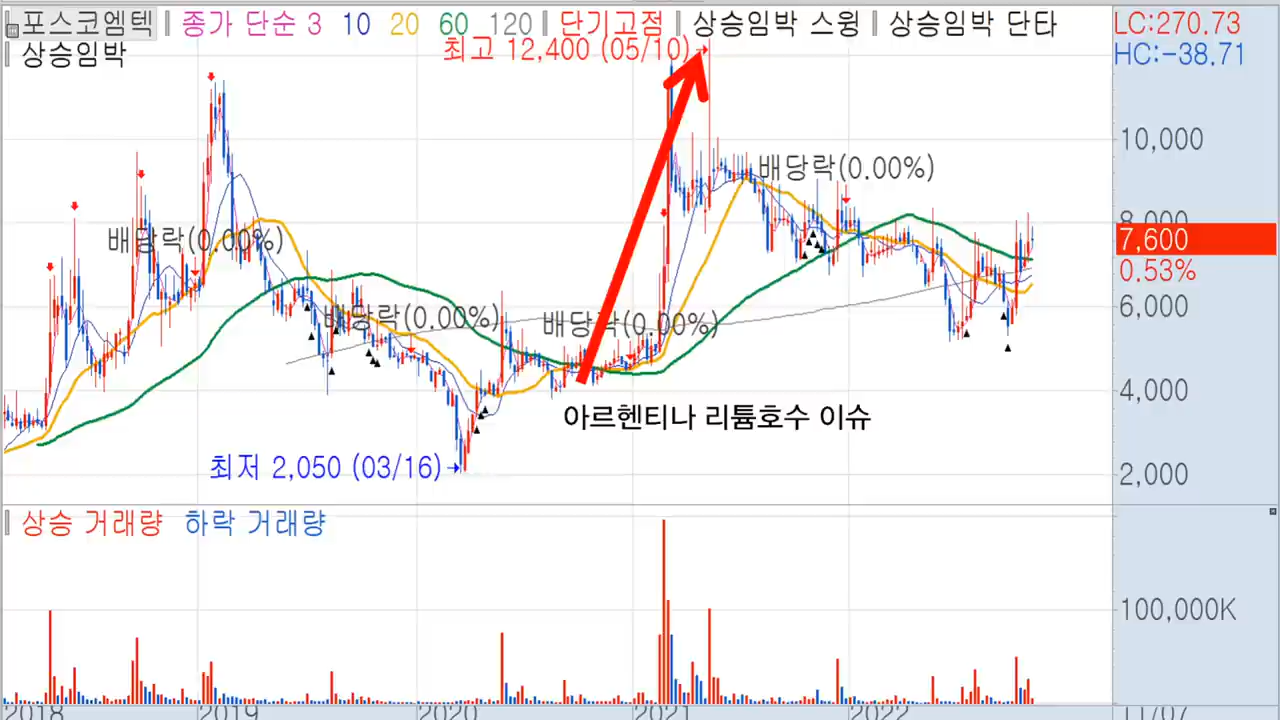 포스코엠텍 종가 단순 3 10 20 60 120 단기고점 상승임박 스윙 상승임박 단타
상승임박
LC:270.73
HC:-38.71
최고 12,400 (05/10)
10,000
배당락(0.00%)
8,000
배당락(0.00%)
7,600
0.53%
6,000
배당락(0.00%)
배당락(0.00%)
4,000
아르헨티나 리튬호수 이슈
최저 2,050 (03/16)
2,000
상승 거래량 하락 거래량
100,000K
2018 2019 2020 2021 2022 11/07